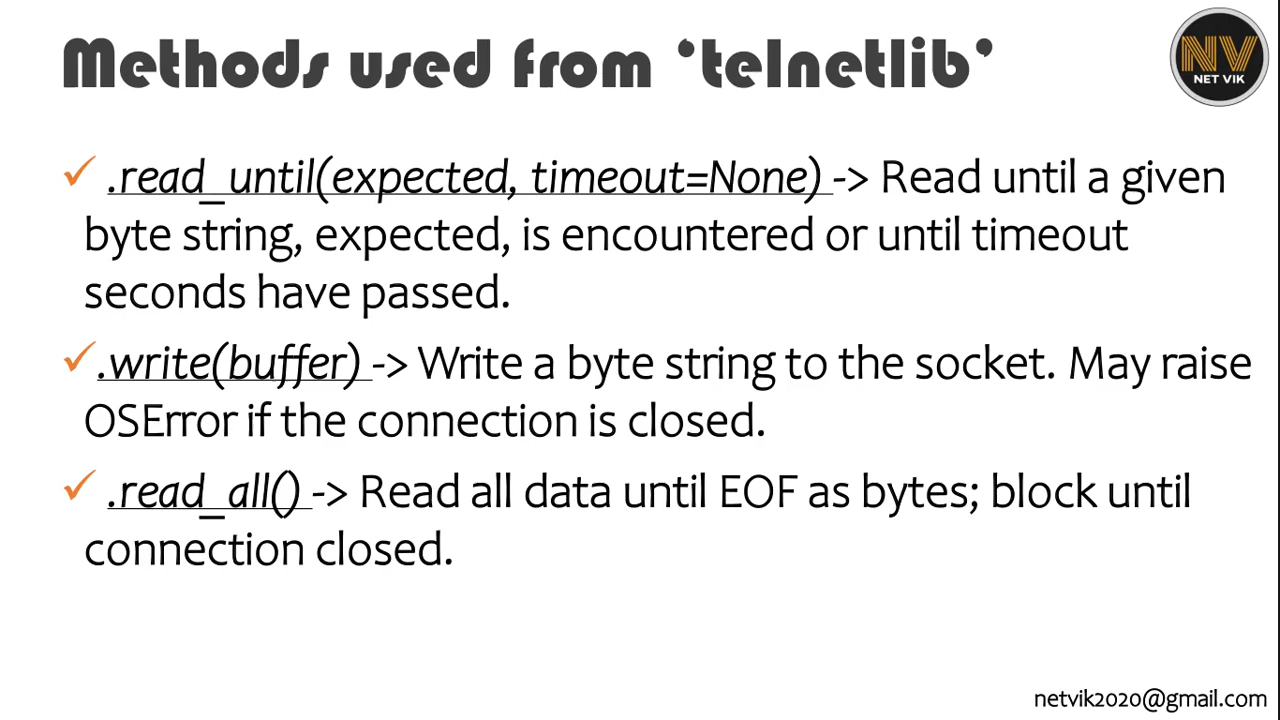 Methods used from ‘telnetlib’
NV
NET VIK
✓ .read_until(expected, timeout=None) -> Read until a given
byte string, expected, is encountered or until timeout
seconds have passed.
✓ .write(buffer) -> Write a byte string to the socket. May raise
OSError if the connection is closed.
✓ .read_all() -> Read all data until EOF as bytes; block until
connection closed.
netvik2020@gmail.com